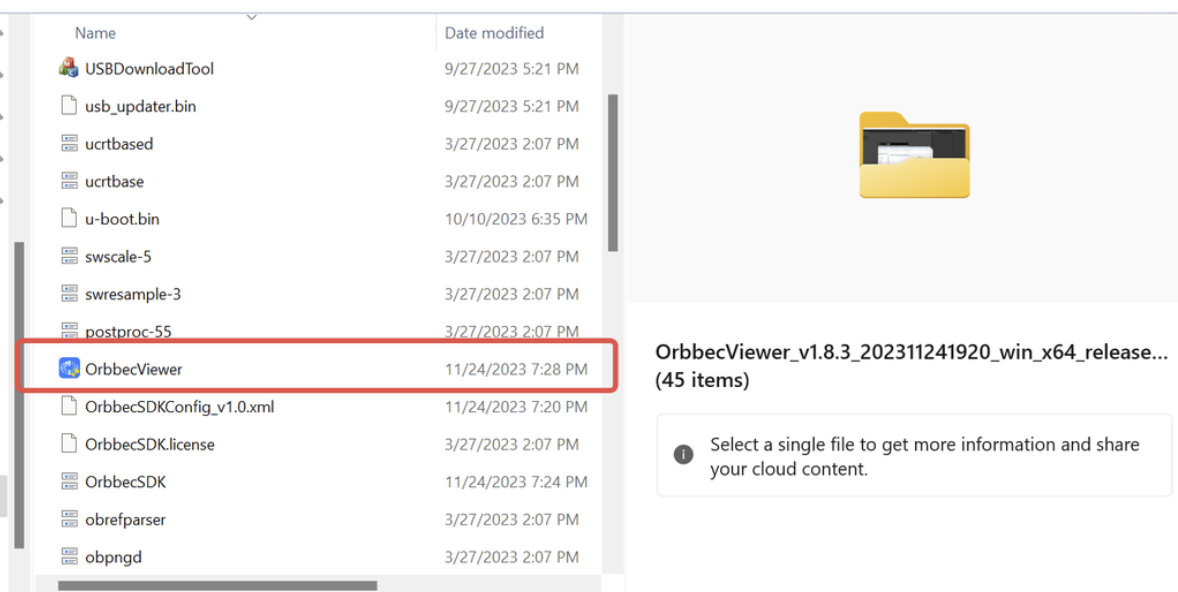 Name Date modified
USBDownloadTool 9/27/2023 5:21 PM
usb_updater.bin 9/27/2023 5:21 PM
ucrtbased 3/27/2023 2:07 PM
ucrtbase 3/27/2023 2:07 PM
u-boot.bin 10/10/2023 6:35 PM
swscale-5 3/27/2023 2:07 PM
swresample-3 3/27/2023 2:07 PM
postproc-55 3/27/2023 2:07 PM
OrbbecViewer 11/24/2023 7:28 PM
OrbbecSDKConfig_v1.0.xml 11/24/2023 7:20 PM
OrbbecSDK.license 3/27/2023 2:07 PM
OrbbecSDK 11/24/2023 7:24 PM
obrefparser 3/27/2023 2:07 PM
obpngd 3/27/2023 2:07 PM
OrbbecViewer_v1.8.3_202311241920_win_x64_release...
(45 items)
Select a single file to get more information and share
your cloud content.